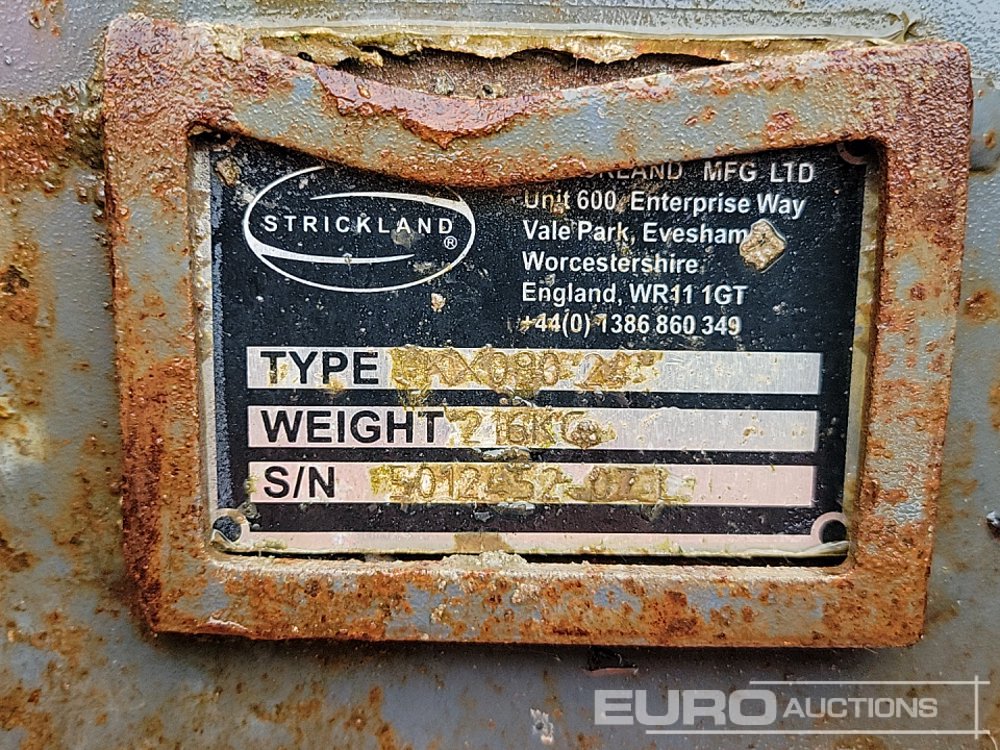 STRICKLAND ®
MFG LTD
Unit 600, Enterprise Way
Vale Park, Evesham
Worcestershire
England, WR11 1GT
+44(0) 1386 860 349
TYPE
WEIGHT 216KG
S/N
EURO AUCTIONS